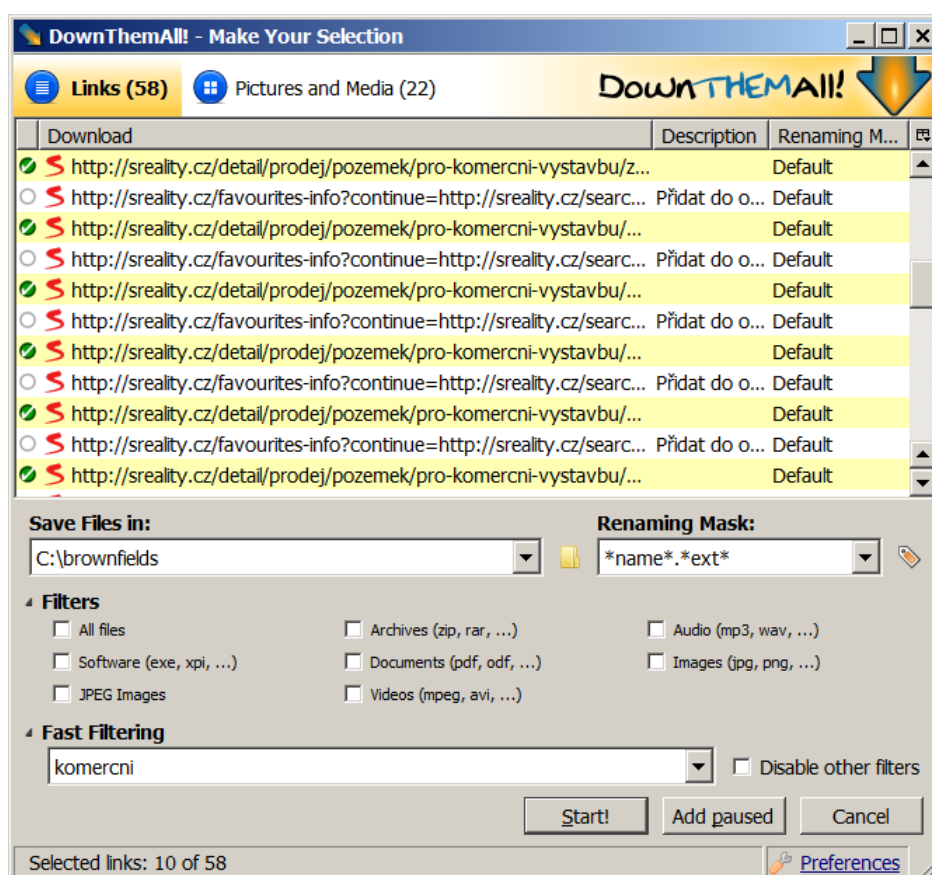 DownThemAll! - Make Your Selection
Links (58) Pictures and Media (22) DownTHEMAll!
Download Description Renaming M...
http://sreality.cz/detail/prodej/pozemek/pro-komercni-vystavbu/z... Default
http://sreality.cz/favourites-info?continue=http://sreality.cz/searc... Přidat do o... Default
http://sreality.cz/detail/prodej/pozemek/pro-komercni-vystavbu/... Default
http://sreality.cz/favourites-info?continue=http://sreality.cz/searc... Přidat do o... Default
http://sreality.cz/detail/prodej/pozemek/pro-komercni-vystavbu/... Default
http://sreality.cz/favourites-info?continue=http://sreality.cz/searc... Přidat do o... Default
http://sreality.cz/detail/prodej/pozemek/pro-komercni-vystavbu/... Default
http://sreality.cz/favourites-info?continue=http://sreality.cz/searc... Přidat do o... Default
http://sreality.cz/detail/prodej/pozemek/pro-komercni-vystavbu/... Default
http://sreality.cz/favourites-info?continue=http://sreality.cz/searc... Přidat do o... Default
http://sreality.cz/detail/prodej/pozemek/pro-komercni-vystavbu/... Default
Save Files in: Renaming Mask:
C:\brownfields *name*.*ext*
Filters
All files Archives (zip, rar, ...) Audio (mp3, wav, ...)
Software (exe, xpi, ...) Documents (pdf, odf, ...) Images (jpg, png, ...)
JPEG Images Videos (mpeg, avi, ...)
Fast Filtering
komercni Disable other filters
Start! Add paused Cancel
Selected links: 10 of 58 Preferences